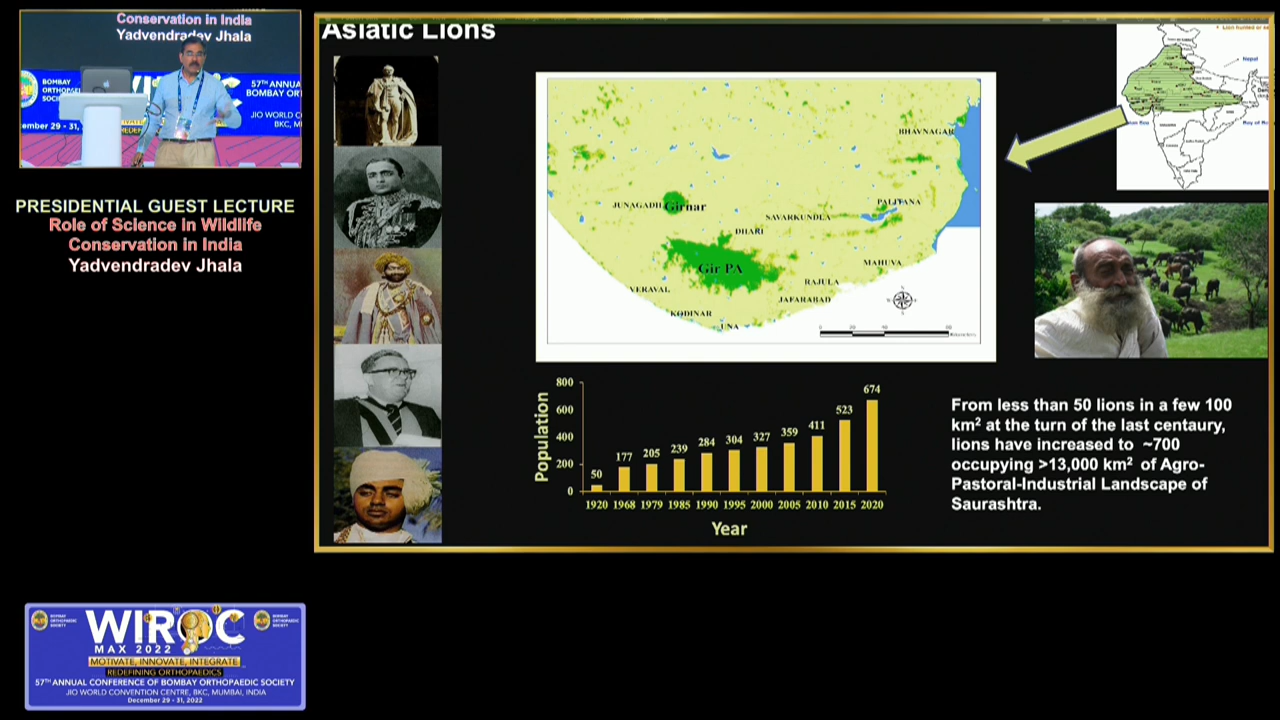 Conservation in India
Yadvendradev Jhala
BOMBAY
ORTHOPAEDIC
57TH ANNUAL
BOMBAY OR
JIO WORLD C
BKC, M
ember 29 - 31,
PRESIDENTIAL GUEST LECTURE
Role of Science in Wildlife
Conservation in India
Yadvendradev Jhala
Asiatic Lions
BHAVNAGAR
JUNAGADH
Girnar
PALITANA
SAVARKUNDLA
DHARI
Gir PA
MAHUVA
VERAVAL
RAJULA
JAFARABAD
KODINAR
UNA
Nepal
Population
800
600
400
200
0
50
177
205
239
284
304
327
359
411
523
674
1920 1968 1979 1985 1990 1995 2000 2005 2010 2015 2020
Year
From less than 50 lions in a few 100
km² at the turn of the last centaury,
lions have increased to ~700
occupying >13,000 km² of Agro-
Pastoral-Industrial Landscape of
Saurashtra.
BOMBAY
ORTHOPAEDIC
SOCIETY
WIROC
BOMBAY
ORTHOPAEDIC
SOCIETY
MAX 2022
MOTIVATE, INNOVATE, INTEGRATE
REDEFINING ORTHOPAEDICS
57TH ANNUAL CONFERENCE OF BOMBAY ORTHOPAEDIC SOCIETY
JIO WORLD CONVENTION CENTRE, BKC, MUMBAI, INDIA
December 29 - 31, 2022